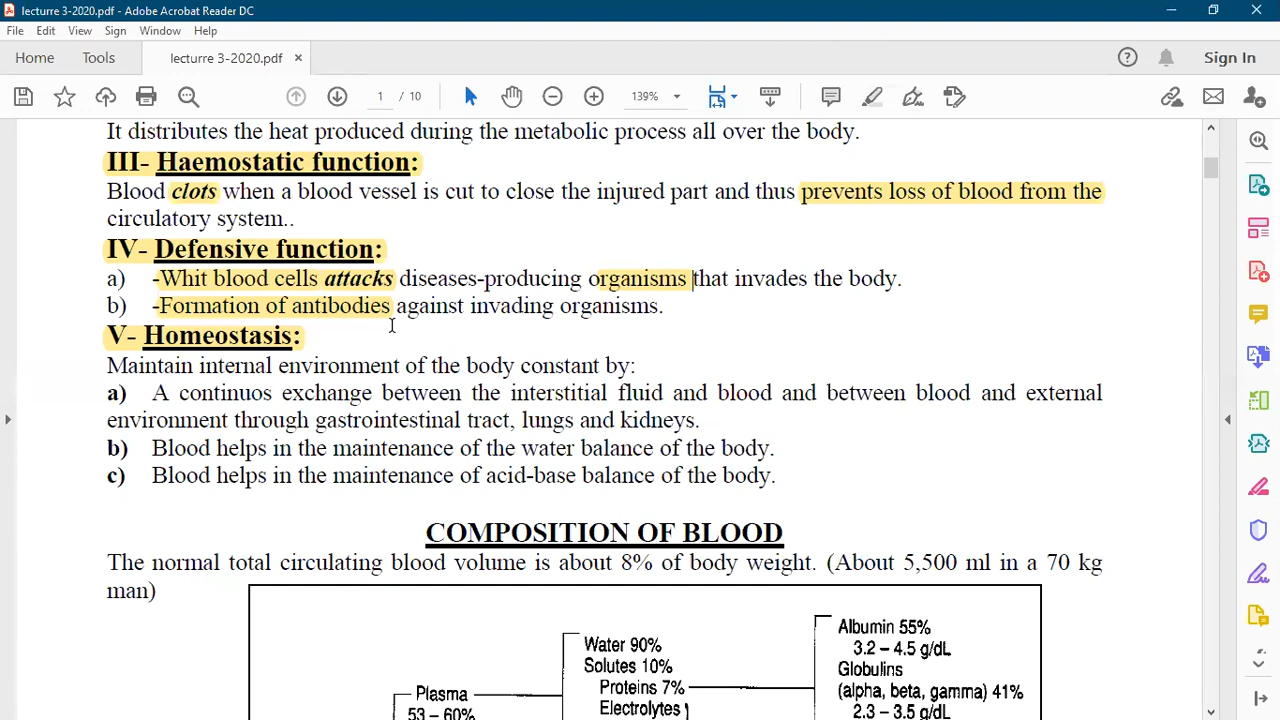 lecturre 3-2020.pdf - Adobe Acrobat Reader DC
File Edit View Sign Window Help
Home Tools lecturre 3-2020.pdf × Sign In
1 / 10 139%
It distributes the heat produced during the metabolic process all over the body.
III- Haemostatic function:
Blood clots when a blood vessel is cut to close the injured part and thus prevents loss of blood from the
circulatory system..
IV- Defensive function:
a) -Whit blood cells attacks diseases-producing organisms that invades the body.
b) -Formation of antibodies against invading organisms.
V- Homeostasis:
Maintain internal environment of the body constant by:
a) A continuos exchange between the interstitial fluid and blood and between blood and external
environment through gastrointestinal tract, lungs and kidneys.
b) Blood helps in the maintenance of the water balance of the body.
c) Blood helps in the maintenance of acid-base balance of the body.
COMPOSITION OF BLOOD
The normal total circulating blood volume is about 8% of body weight. (About 5,500 ml in a 70 kg
man)
Albumin 55%
Water 90%
3.2 – 4.5 g/dL
Solutes 10%
Globulins
Proteins 7%
(alpha, beta, gamma) 41%
Plasma
Electrolytes
53 – 60%
2.3 – 3.5 g/dL